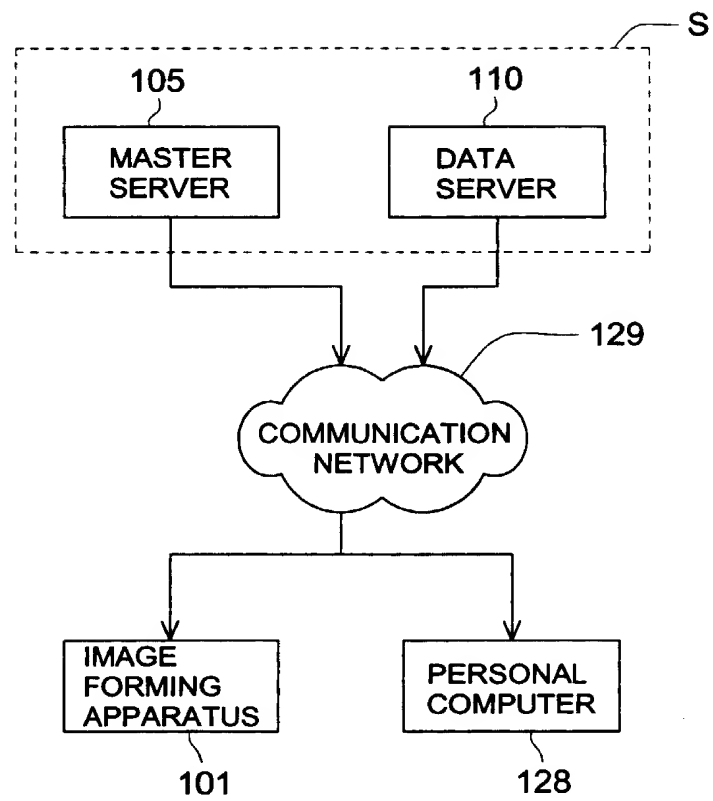 S
105
110
MASTER
SERVER
DATA
SERVER
129
COMMUNICATION
NETWORK
IMAGE
FORMING
APPARATUS
PERSONAL
COMPUTER
101
128